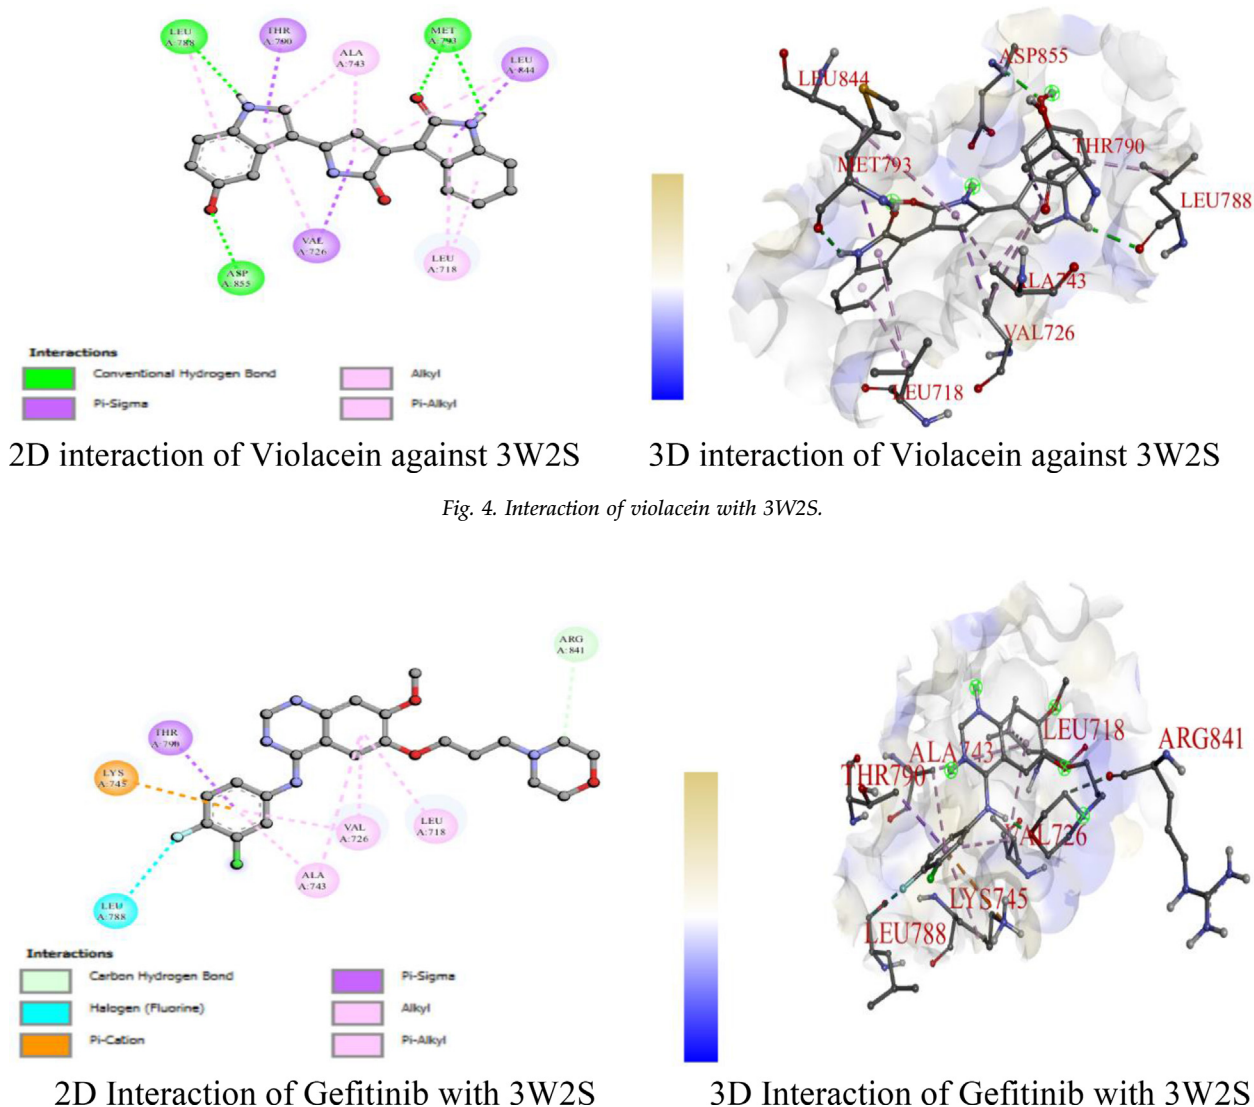 LEU
A:788
THR
A:790
ALA
A:743
MET
A:793
LEU
A:844
VAL
A:726
LEU
A:718
ASP
A:855
Interactions
Conventional Hydrogen Bond
Pi-Sigma
Alkyl
Pi-Alkyl
LEU844
ASP855
MET793
THR790
LEU788
ALA743
VAL726
LEU718
2D interaction of Violacein against 3W2S
3D interaction of Violacein against 3W2S
Fig. 4. Interaction of violacein with 3W2S.
ARG
A:841
THR
A:790
LYS
A:745
VAL
A:726
LEU
A:718
ALA
A:743
LEU
A:788
Interactions
Carbon Hydrogen Bond
Halogen (Fluorine)
Pi-Cation
Pi-Sigma
Alkyl
Pi-Alkyl
LEU718
ARG841
ALA743
THR790
VAL726
LYS745
LEU788
2D Interaction of Gefitinib with 3W2S
3D Interaction of Gefitinib with 3W2S